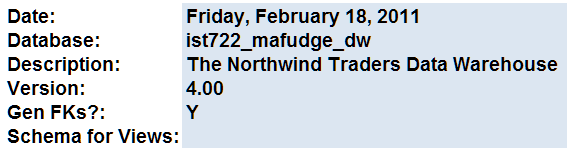 Date: Friday, February 18, 2011
Database: ist722_mafudge_dw
Description: The Northwind Traders Data Warehouse
Version: 4.00
Gen FKs?: Y
Schema for Views: